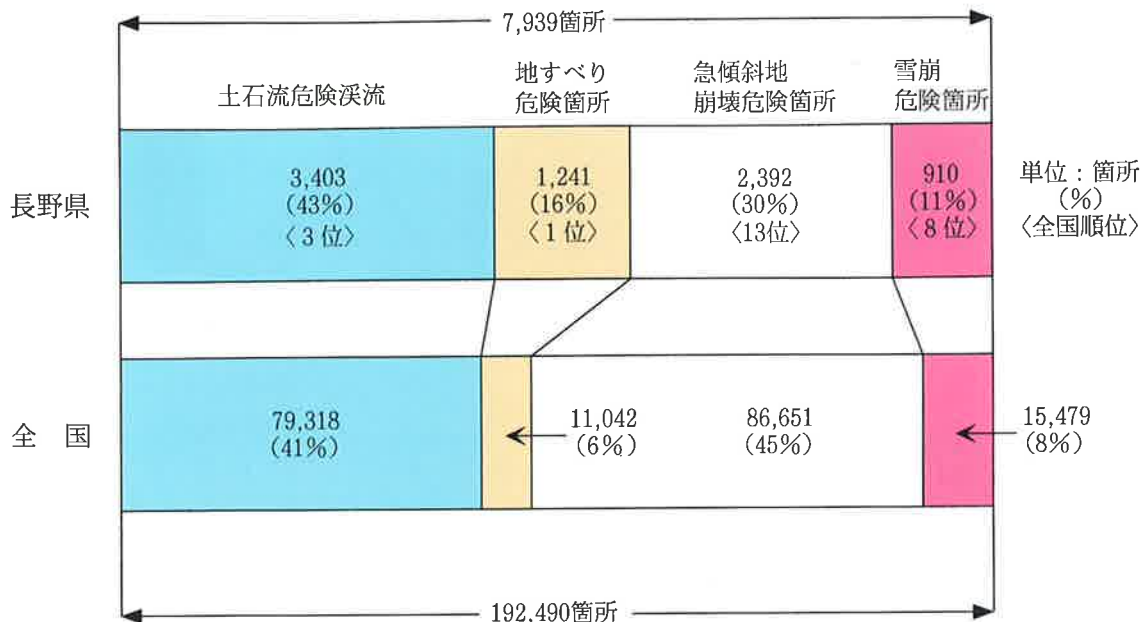 7,939箇所
土石流危険渓流
地すべり
危険箇所
急傾斜地
崩壊危険箇所
雪崩
危険箇所
長野県
3,403
(43%)
〈3位〉
1,241
(16%)
〈1位〉
2,392
(30%)
〈13位〉
910
(11%)
〈8位〉
単位：箇所
(%)
〈全国順位〉
全　国
79,318
(41%)
11,042
(6%)
86,651
(45%)
15,479
(8%)
192,490箇所